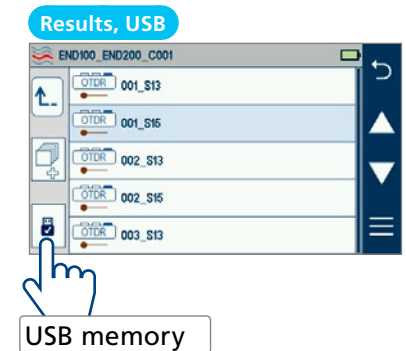 Results, USB
END100_END200_C001
OTDR 001_S13
OTDR 001_S15
OTDR 002_S13
OTDR 002_S15
OTDR 003_S13
USB memory